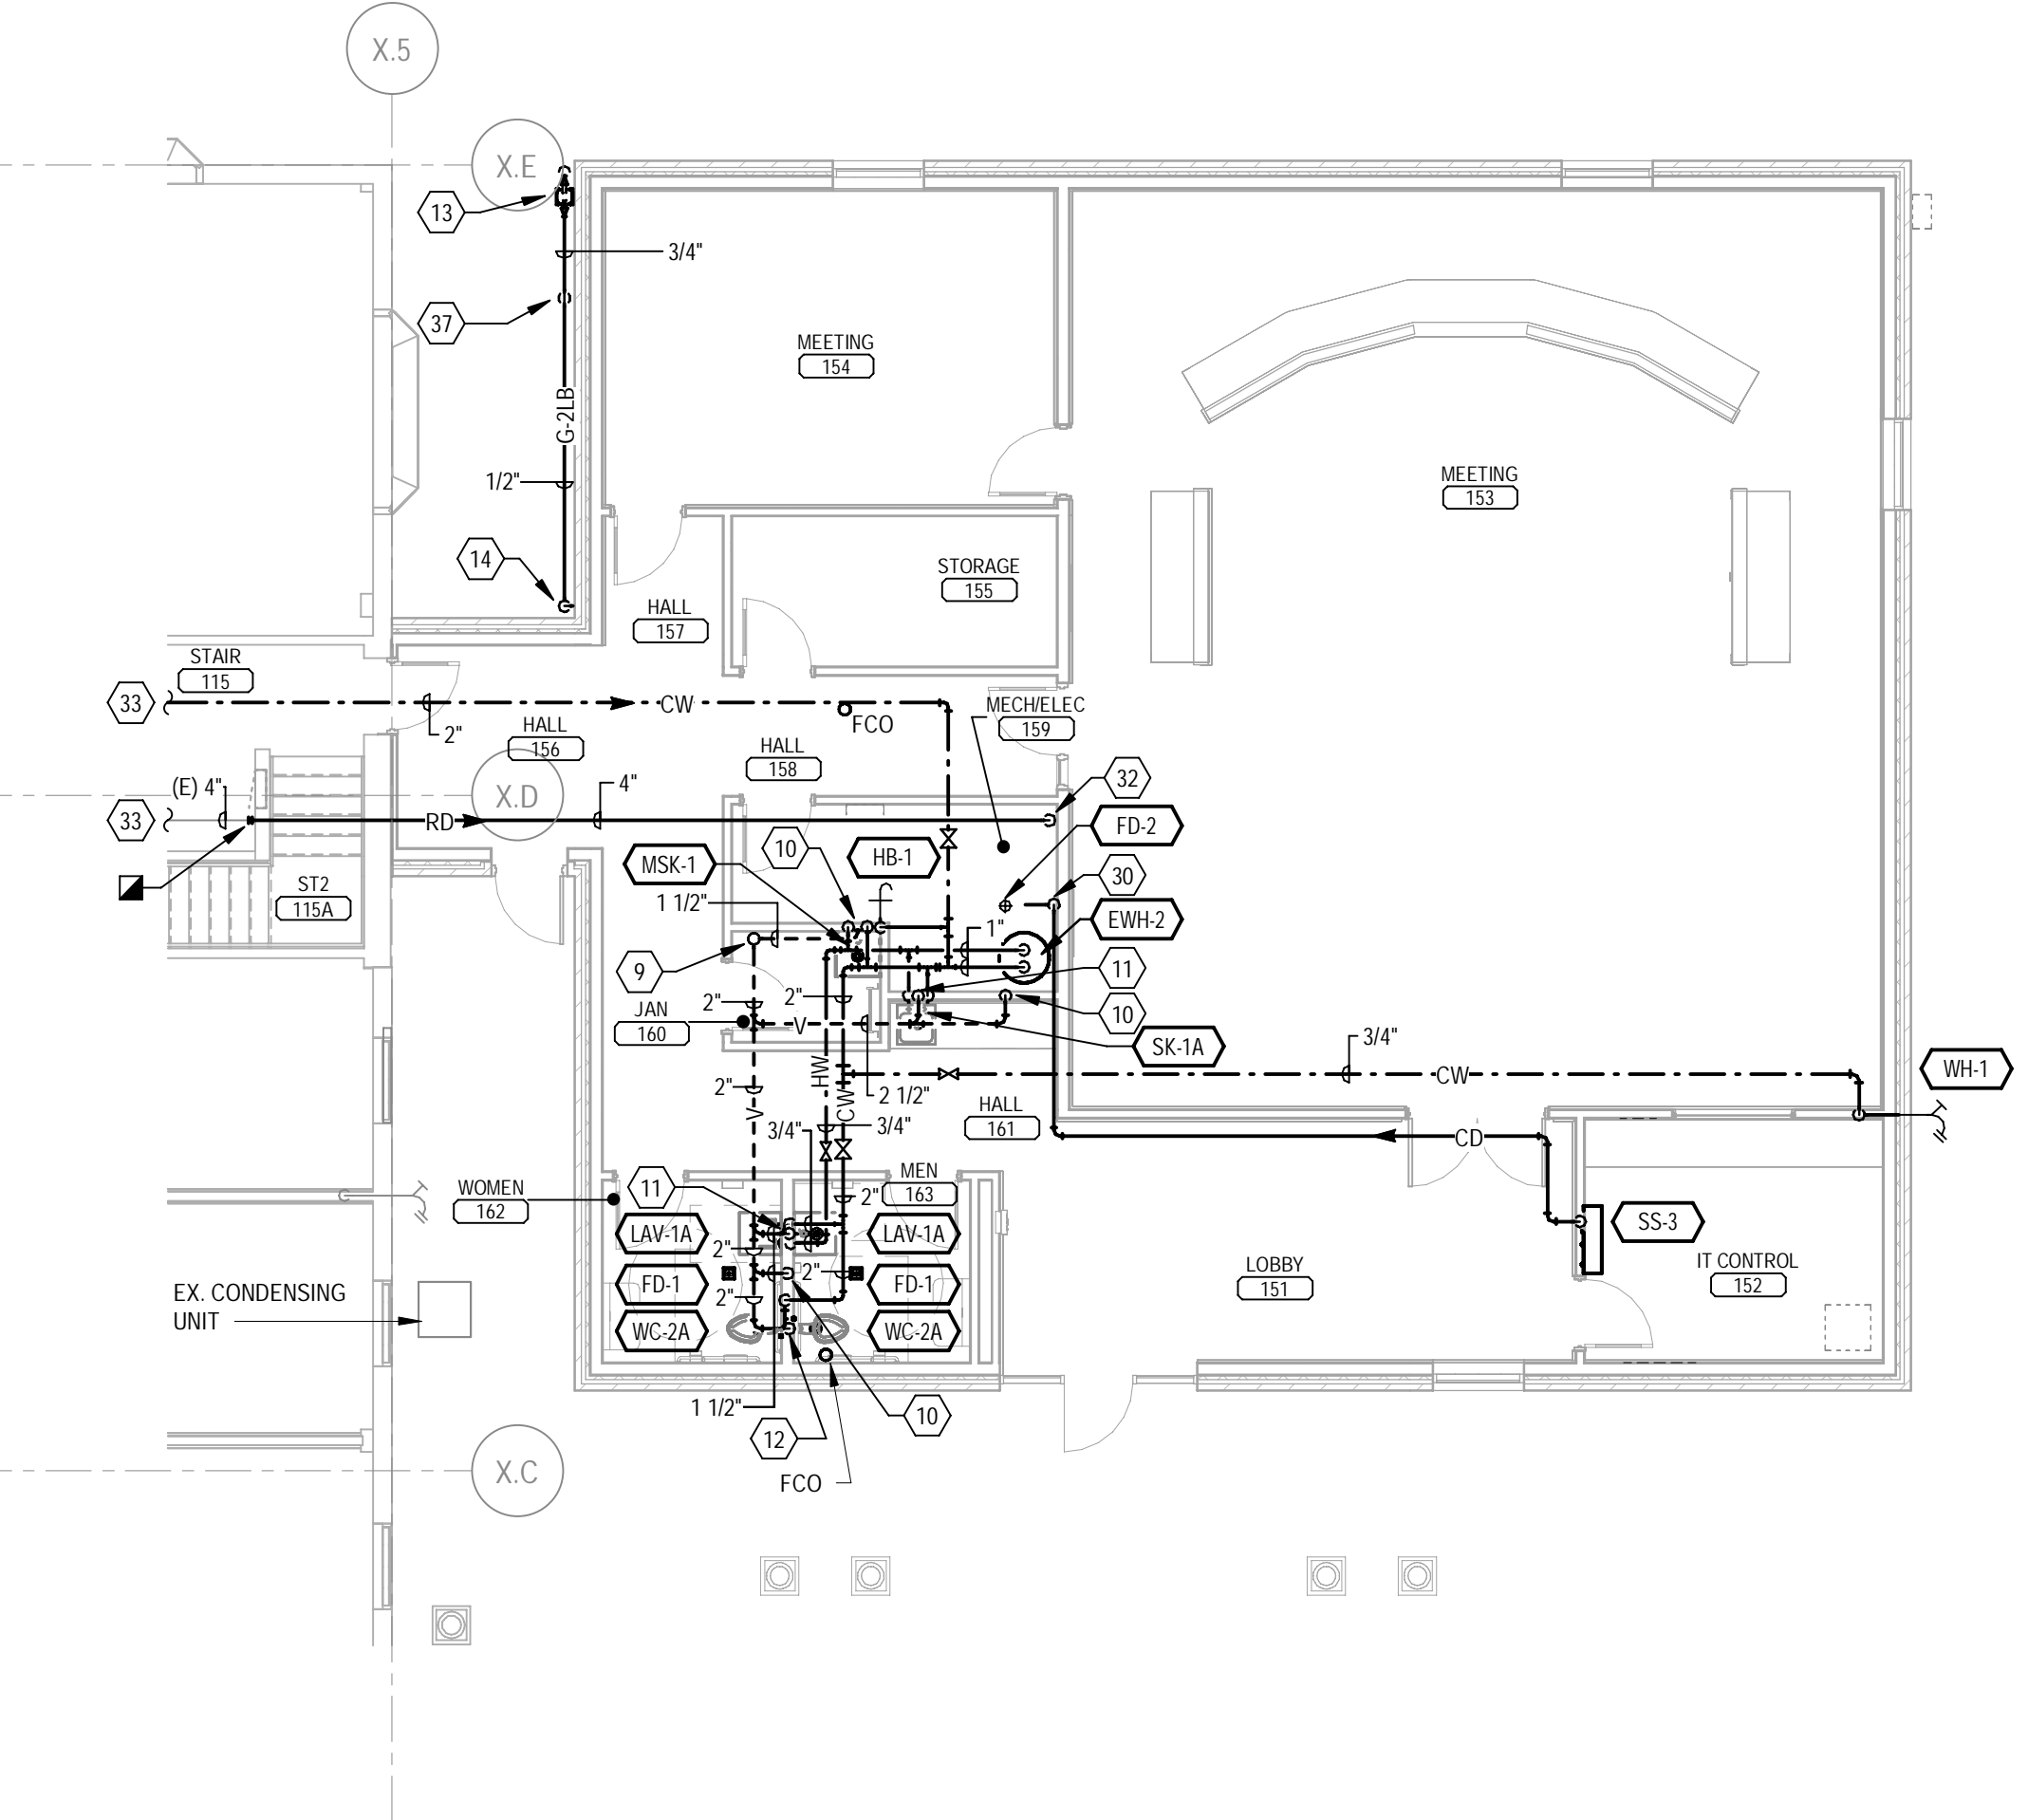 X.5
X.E
13
3/4"
37
MEETING
154
G-2LB
MEETING
153
1/2"
14
STORAGE
155
HALL
157
STAIR
115
33
CW
2"
FCO
MECH/ELEC
159
HALL
156
HALL
158
(E) 4"
X.D
4"
32
33
RD
FD-2
MSK-1
10
HB-1
ST2
115A
30
1 1/2"
EWH-2
1"
9
11
2"
2"
JAN
160
V
10
SK-1A
3/4"
HW
CW
WH-1
2"
2 1/2"
V
CW
HALL
161
3/4"
3/4"
CD
MEN
163
WOMEN
162
11
2"
LAV-1A
LAV-1A
SS-3
2"
LOBBY
151
IT CONTROL
152
FD-1
2"
FD-1
EX. CONDENSING
UNIT
2"
WC-2A
WC-2A
1 1/2"
10
12
X.C
FCO